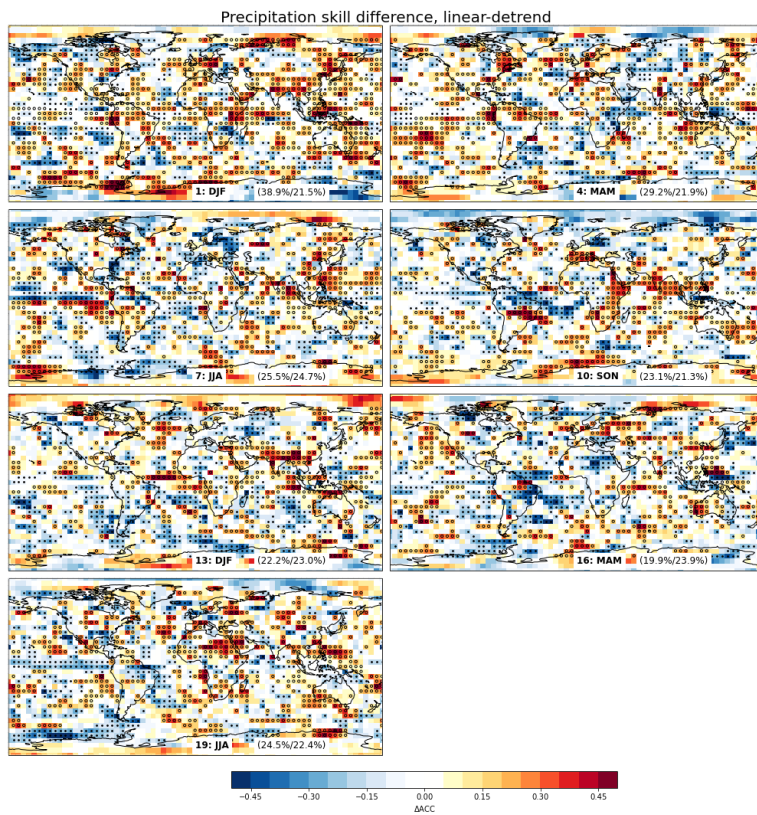 Precipitation skill difference, linear-detrend
1: DJF (38.9%/21.5%)
4: MAM (29.2%/21.9%)
7: JJA (25.5%/24.7%)
10: SON (23.1%/21.3%)
13: DJF (22.2%/23.0%)
16: MAM (19.9%/23.9%)
19: JJA (24.5%/22.4%)
−0.45 −0.30 −0.15 0.00 0.15 0.30 0.45
ΔACC